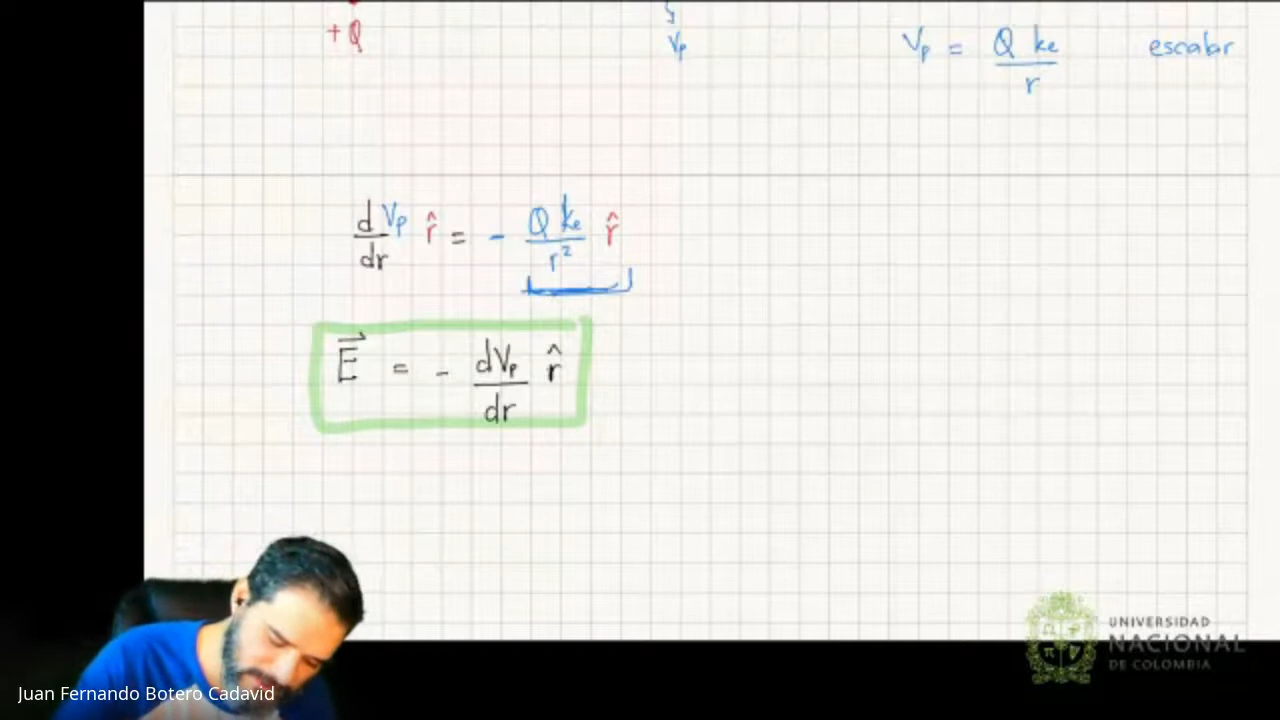 + Q
Vₚ
Vₚ = Q kₑ / r escalar
d Vₚ / dr r̂ = - Q kₑ / r² r̂
E⃗ = - dVₚ / dr r̂
UNIVERSIDAD
NACIONAL
DE COLOMBIA
Juan Fernando Botero Cadavid